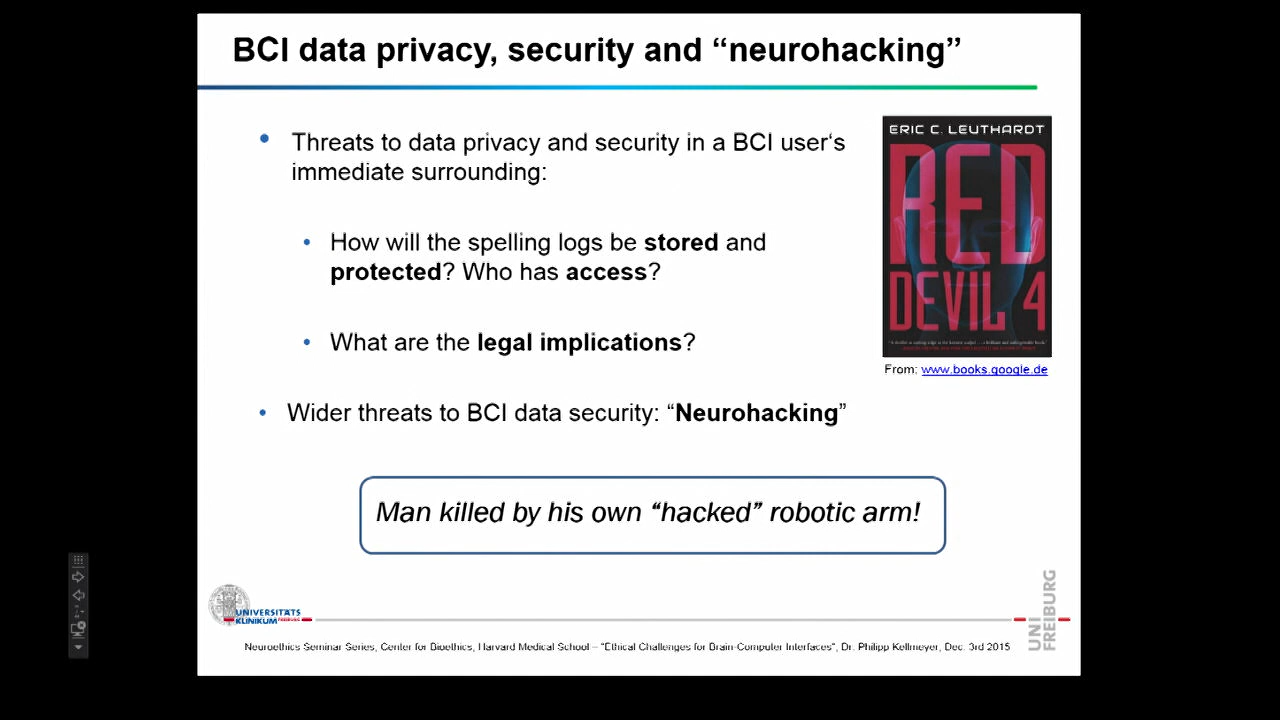 BCI data privacy, security and “neurohacking”
Threats to data privacy and security in a BCI user‘s
immediate surrounding:
How will the spelling logs be stored and
protected? Who has access?
What are the legal implications?
Wider threats to BCI data security: “Neurohacking”
Man killed by his own “hacked” robotic arm!
ERIC C. LEUTHARDT
RED
DEVIL 4
From: www.books.google.de
UNIVERSITÄTS
KLINIKUM FREIBURG
UNI
FREIBURG
Neuroethics Seminar Series, Center for Bioethics, Harvard Medical School – “Ethical Challenges for Brain-Computer Interfaces”, Dr. Philipp Kellmeyer, Dec. 3rd 2015